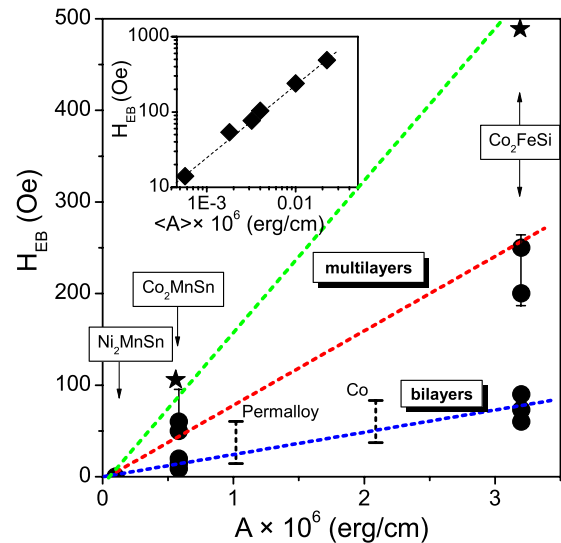 500
400
300
200
100
0
H_EB (Oe)
1000
100
10
H_EB (Oe)
1E-3
0.01
<A>× 10^6 (erg/cm)
Co₂FeSi
multilayers
Co₂MnSn
Ni₂MnSn
Permalloy
Co
bilayers
0
1
2
3
A × 10^6 (erg/cm)